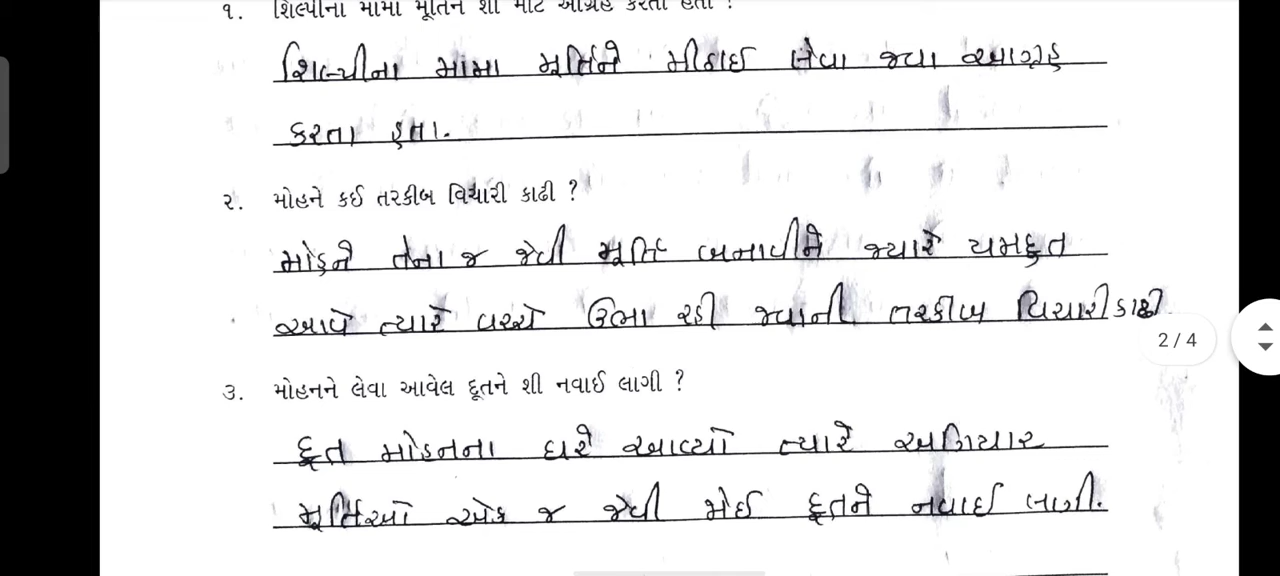 ૧. શિલ્પીના મામા મૂર્તિને શા માટે આગ્રહ કરતા હતા ?
શિલ્પીના મામા મૂર્તિને મીઠાઈ લેવા જવા આગ્રહ
કરતા હતા.
૨. મોહને કઈ તરકીબ વિચારી કાઢી ?
મોહને તેના જ જેવી મૂર્તિ બનાવીને જ્યારે યમદૂત
આવે ત્યારે વચ્ચે ઉભા રહી જવાની તરકીબ વિચારી કાઢી
2 / 4
૩. મોહનને લેવા આવેલ દૂતને શી નવાઈ લાગી ?
દૂત મોહનના ઘરે આવ્યો ત્યારે અગિયાર
મૂર્તિઓ એક જ જેવી જોઈ દૂતને નવાઈ લાગી.